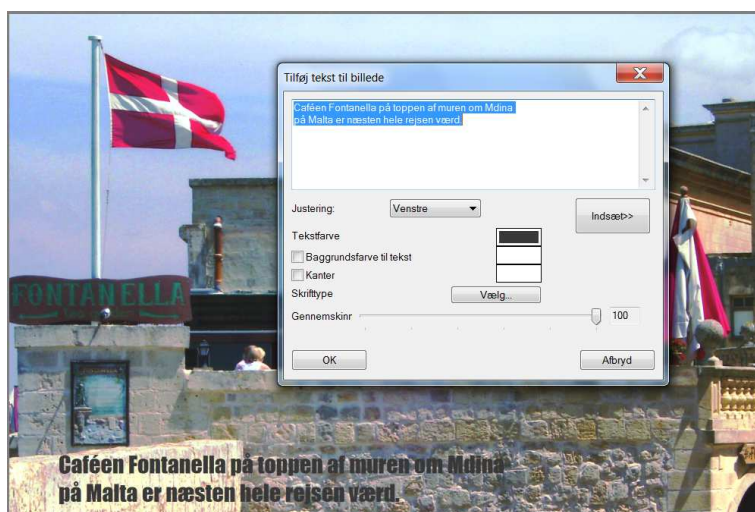 Tilføj tekst til billede
Caféen Fontanella på toppen af muren om Mdina
på Malta er næsten hele rejsen værd.
Justering:
Venstre
Indsæt>>
Tekstfarve
Baggrundsfarve til tekst
Kanter
Skrifttype
Vælg...
Gennemskinr
100
OK
Afbryd
FONTANELLA
Caféen Fontanella på toppen af muren om Mdina
på Malta er næsten hele rejsen værd.